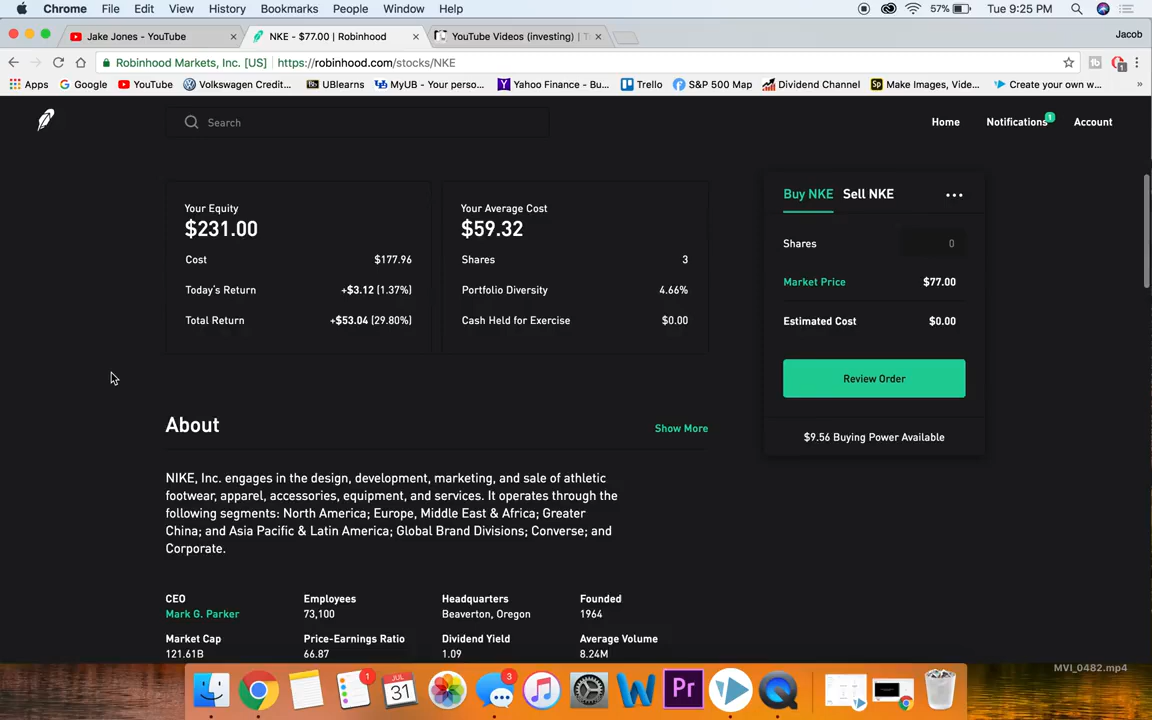 Chrome File Edit View History Bookmarks People Window Help 57% Tue 9:25 PM
Jake Jones - YouTube × NKE - $77.00 | Robinhood × YouTube Videos (investing) | T × Jacob
Robinhood Markets, Inc. [US] https://robinhood.com/stocks/NKE
Apps Google YouTube Volkswagen Credit... UBlearns MyUB - Your perso... Yahoo Finance - Bu... Trello S&P 500 Map Dividend Channel Make Images, Vide... Create your own w... »
Search Home Notifications 1 Account
Your Equity
$231.00
Cost $177.96
Today's Return +$3.12 (1.37%)
Total Return +$53.04 (29.80%)
Your Average Cost
$59.32
Shares 3
Portfolio Diversity 4.66%
Cash Held for Exercise $0.00
Buy NKE Sell NKE
Shares 0
Market Price $77.00
Estimated Cost $0.00
Review Order
$9.56 Buying Power Available
About Show More
NIKE, Inc. engages in the design, development, marketing, and sale of athletic
footwear, apparel, accessories, equipment, and services. It operates through the
following segments: North America; Europe, Middle East & Africa; Greater
China; and Asia Pacific & Latin America; Global Brand Divisions; Converse; and
Corporate.
CEO Employees Headquarters Founded
Mark G. Parker 73,100 Beaverton, Oregon 1964
Market Cap Price-Earnings Ratio Dividend Yield Average Volume
121.61B 66.87 1.09 8.24M
MVI_0482.mp4
JUL
31
1
3
W
Pr